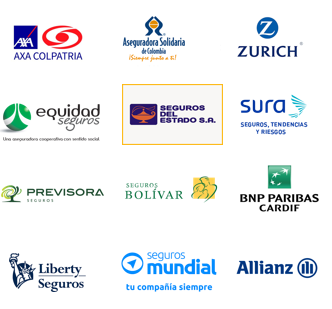 AXA
AXA COLPATRIA
Aseguradora Solidaria
de Colombia
¡Siempre junto a ti!
Z
ZURICH
equidad
seguros
Una aseguradora cooperativa con sentido social
SEGUROS
DEL
ESTADO S.A.
sura
SEGUROS, TENDENCIAS
Y RIESGOS
PREVISORA
SEGUROS
SEGUROS
BOLÍVAR
BNP PARIBAS
CARDIF
Liberty
Seguros
seguros
mundial
tu compañía siempre
Allianz